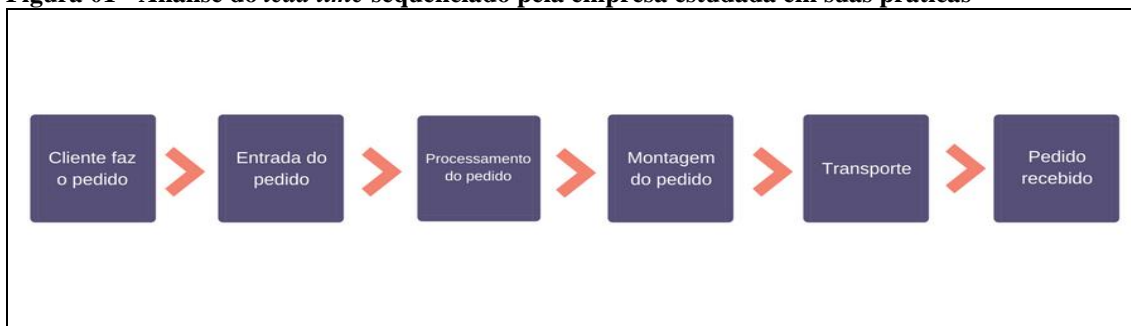 Figura 01 - Análise do lead time sequenciado pela empresa estudada em suas práticas
Cliente faz
o pedido
Entrada do
pedido
Processamento
do pedido
Montagem
do pedido
Transporte
Pedido
recebido